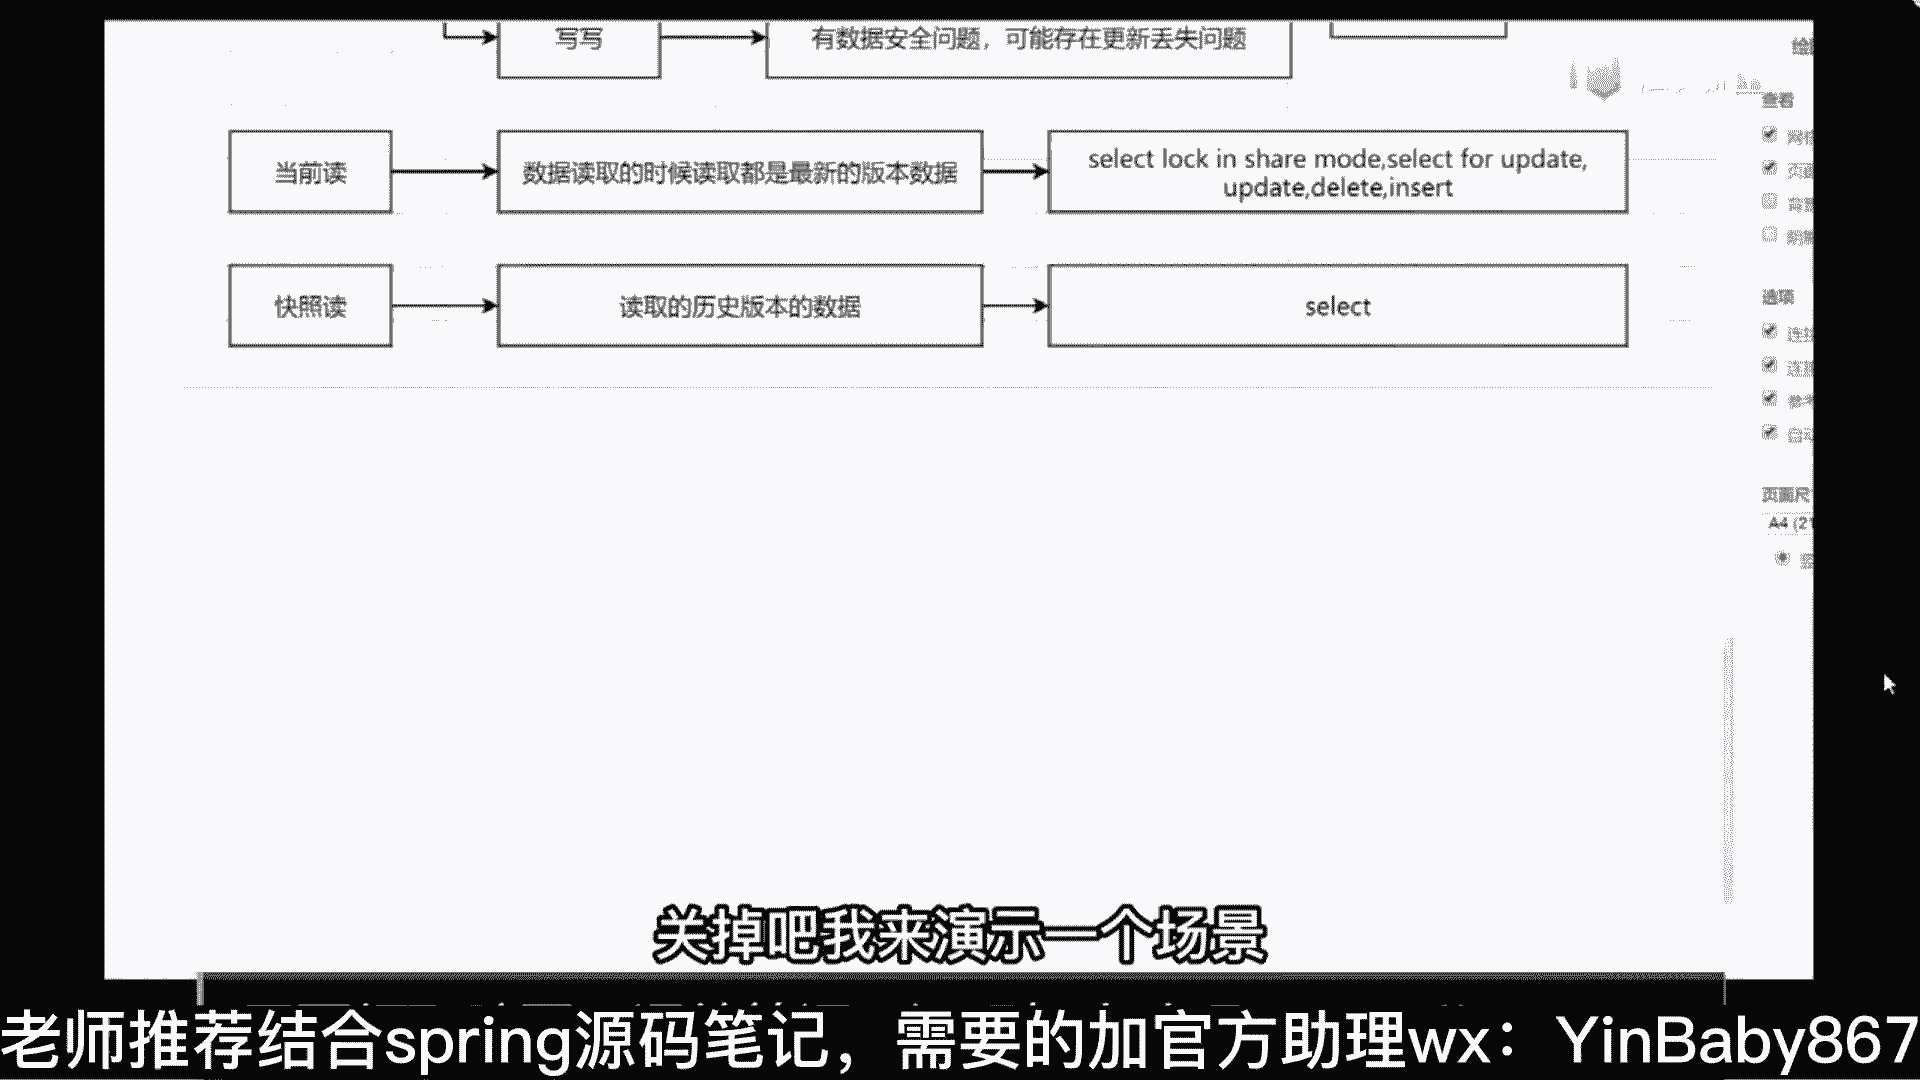 写写
有数据安全问题，可能存在更新丢失问题
查看
当前读
数据读取的时候读取都是最新的版本数据
select lock in share mode,select for update,
update,delete,insert
快照读
读取的历史版本的数据
select
选项
页面尺
A4 (21
关掉吧我来演示一个场景
老师推荐结合spring源码笔记，需要的加官方助理wx：YinBaby867